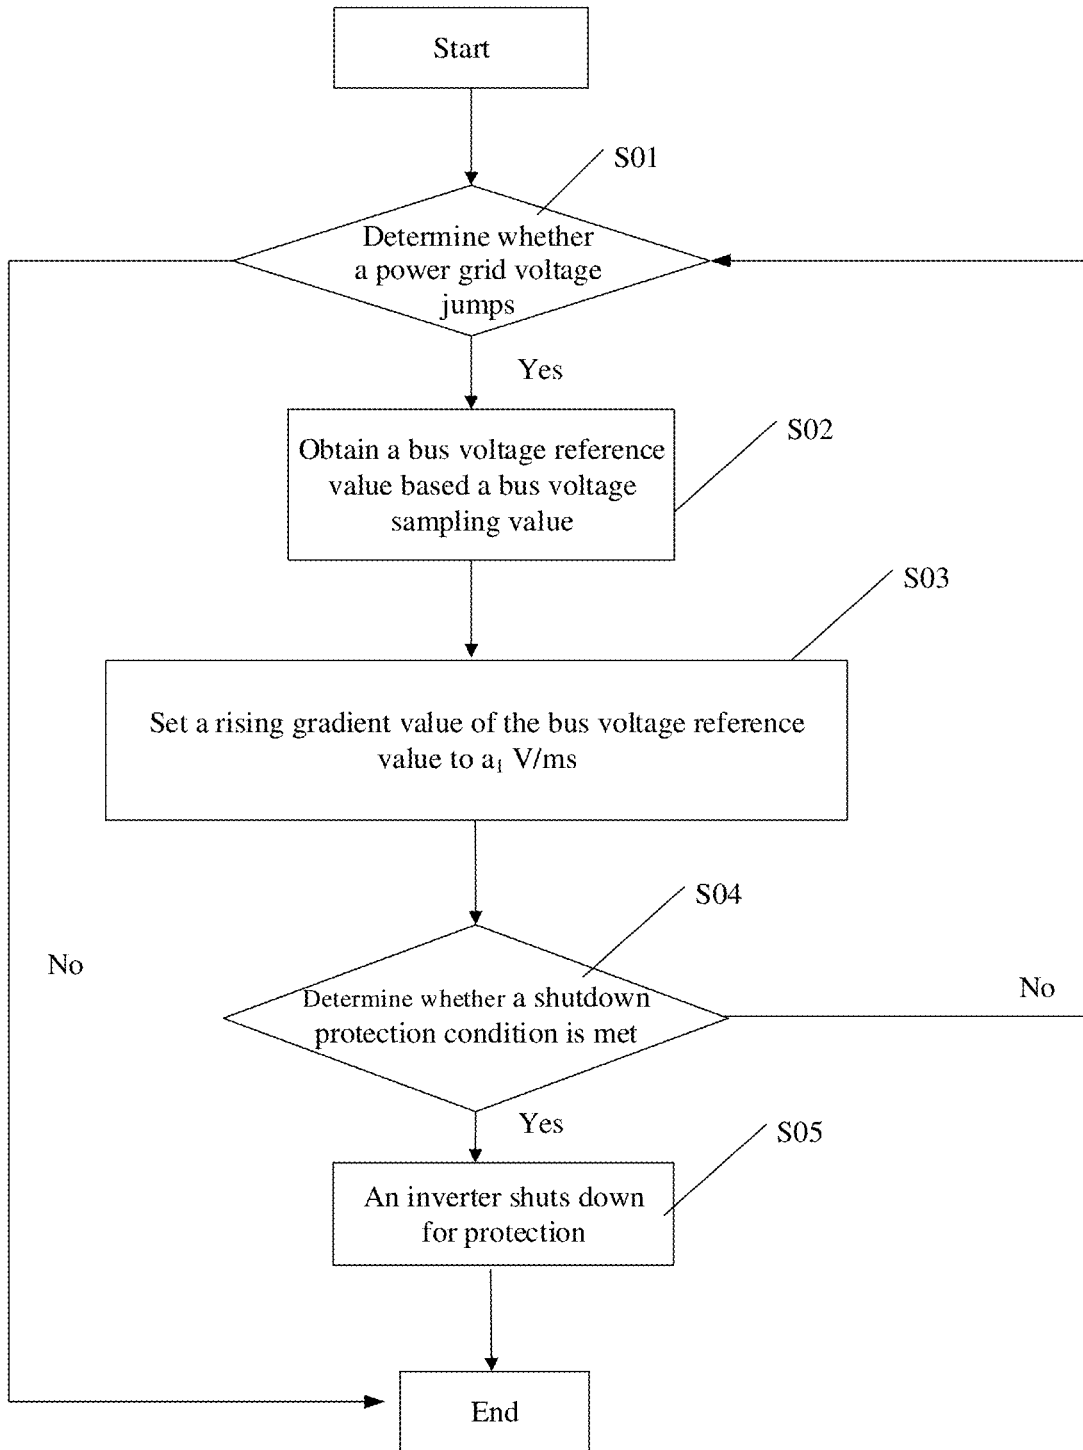 Start
S01
Determine whether
a power grid voltage
jumps
Yes
S02
Obtain a bus voltage reference
value based a bus voltage
sampling value
S03
Set a rising gradient value of the bus voltage reference
value to a₁ V/ms
S04
No
Determine whether a shutdown
protection condition is met
No
Yes
S05
An inverter shuts down
for protection
End